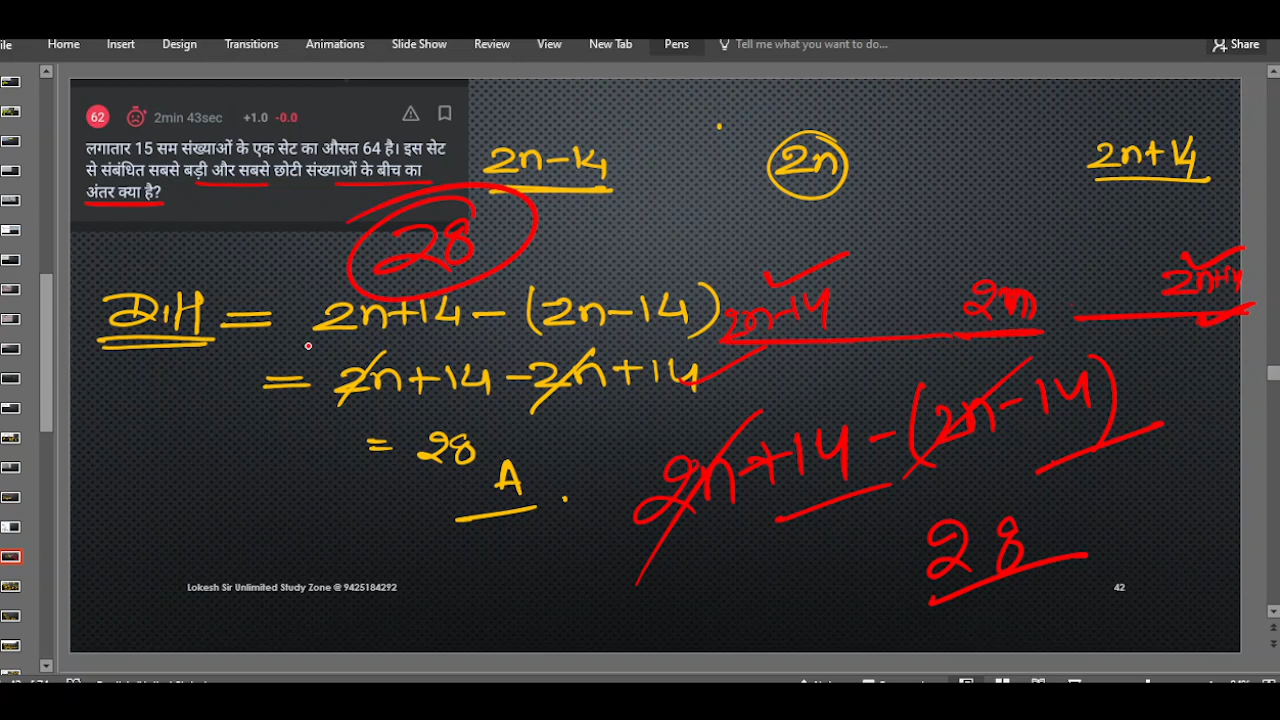 File Home Insert Design Transitions Animations Slide Show Review View New Tab Pens Tell me what you want to do... Share
62 2min 43sec +1.0 -0.0
लगातार 15 सम संख्याओं के एक सेट का औसत 64 है। इस सेट
से संबंधित सबसे बड़ी और सबसे छोटी संख्याओं के बीच का
अंतर क्या है?
2n-14 2n 2n+14
28
2n-14 2n 2n+14
= 2n+14-(2n-14)
= 2n+14-2n+14
= 28
A
2n+14-(2n-14)
28
Lokesh Sir Unlimited Study Zone @ 9425184292 42